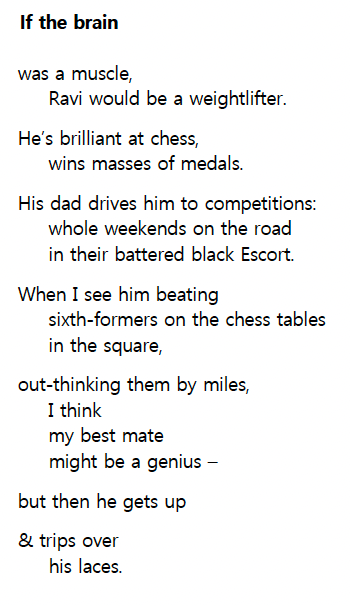 If the brain
was a muscle,
Ravi would be a weightlifter.
He's brilliant at chess,
wins masses of medals.
His dad drives him to competitions:
whole weekends on the road
in their battered black Escort.
When I see him beating
sixth-formers on the chess tables
in the square,
out-thinking them by miles,
I think
my best mate
might be a genius –
but then he gets up
& trips over
his laces.